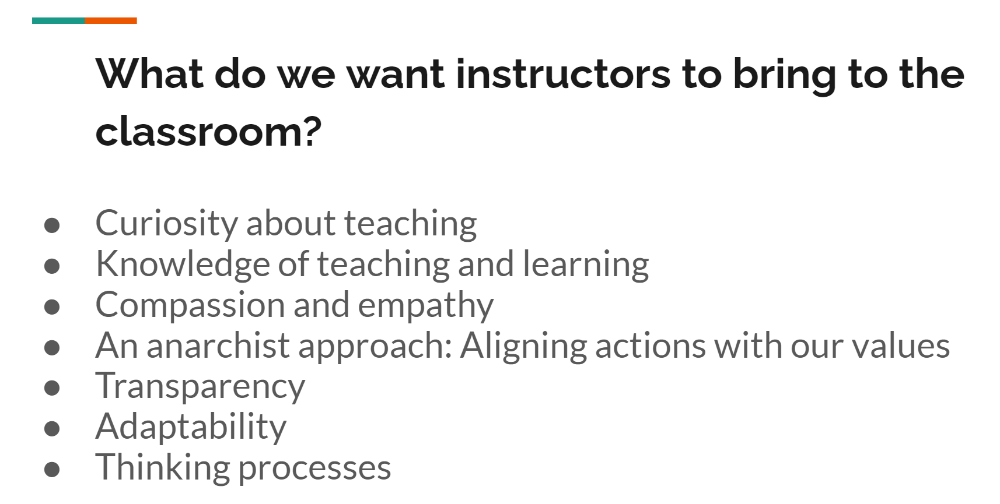 What do we want instructors to bring to the
classroom?
● Curiosity about teaching
● Knowledge of teaching and learning
● Compassion and empathy
● An anarchist approach: Aligning actions with our values
● Transparency
● Adaptability
● Thinking processes